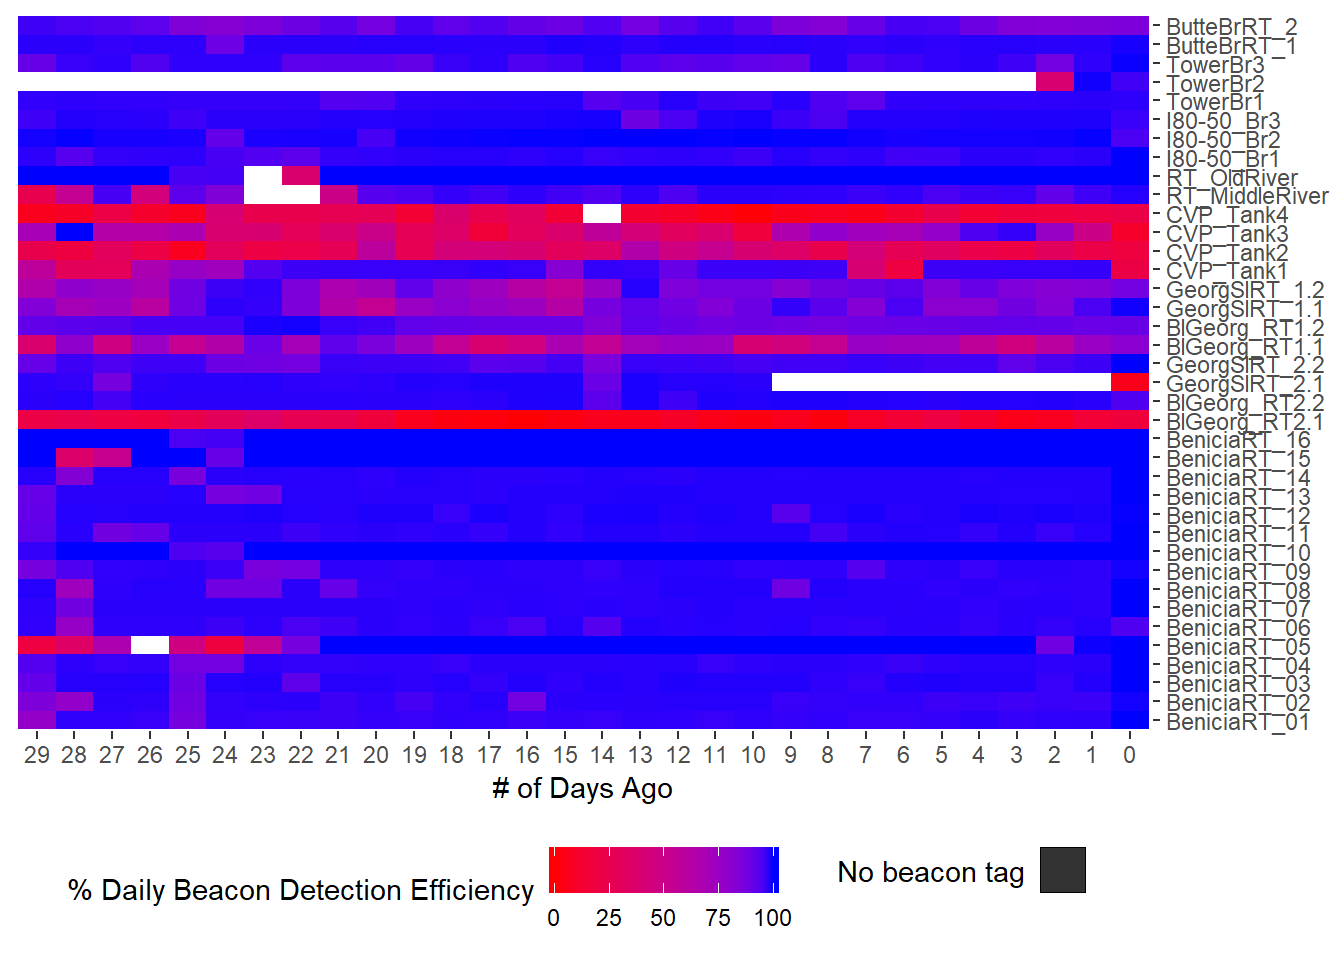 ButteBrRT_2
ButteBrRT_1
TowerBr3
TowerBr2
TowerBr1
I80-50_Br3
I80-50_Br2
I80-50_Br1
RT_OldRiver
RT_MiddleRiver
CVP_Tank4
CVP_Tank3
CVP_Tank2
CVP_Tank1
GeorgSlRT_1.2
GeorgSlRT_1.1
BlGeorg_RT1.2
BlGeorg_RT1.1
GeorgSlRT_2.2
GeorgSlRT_2.1
BlGeorg_RT2.2
BlGeorg_RT2.1
BeniciaRT_16
BeniciaRT_15
BeniciaRT_14
BeniciaRT_13
BeniciaRT_12
BeniciaRT_11
BeniciaRT_10
BeniciaRT_09
BeniciaRT_08
BeniciaRT_07
BeniciaRT_06
BeniciaRT_05
BeniciaRT_04
BeniciaRT_03
BeniciaRT_02
BeniciaRT_01
29 28 27 26 25 24 23 22 21 20 19 18 17 16 15 14 13 12 11 10 9 8 7 6 5 4 3 2 1 0
# of Days Ago
% Daily Beacon Detection Efficiency
0 25 50 75 100
No beacon tag